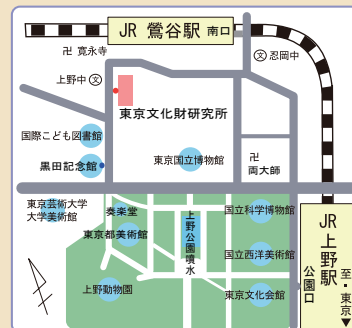 JR 鶯谷駅 南口
卍 寛永寺
文 忍岡中
上野中 文
東京文化財研究所
国際こども図書館
黒田記念館
東京国立博物館
卍
両大師
東京芸術大学
大学美術館
奏楽堂
東京都美術館
上野公園噴水
国立科学博物館
国立西洋美術館
東京文化会館
上野動物園
JR上野駅
公園口
至・東京▼